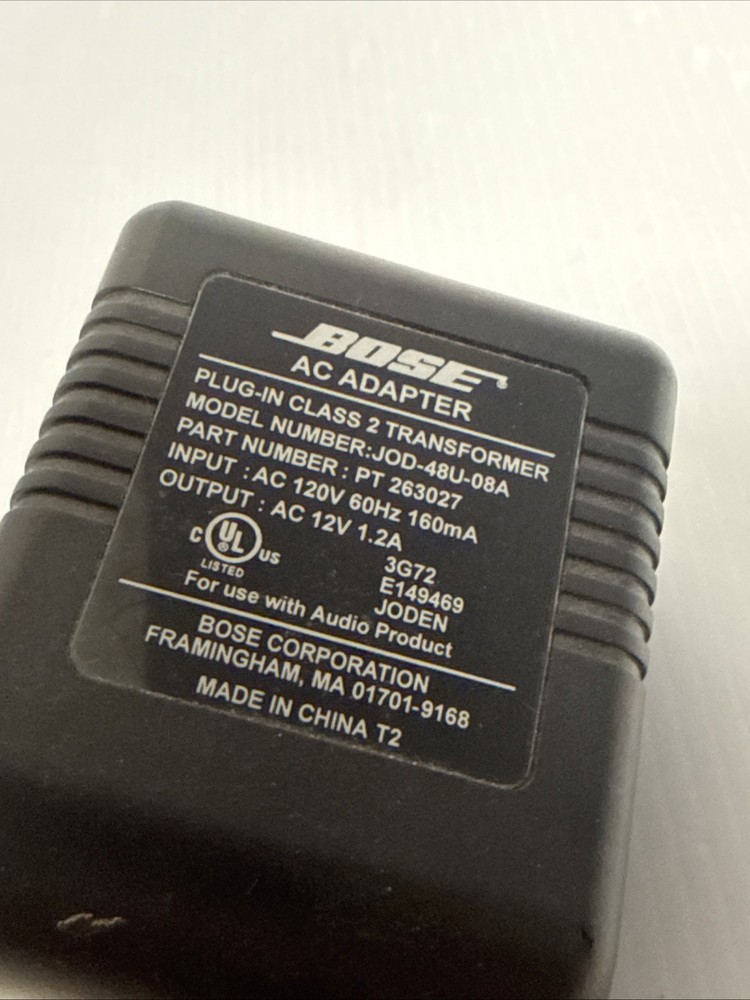 BOSE
AC ADAPTER
PLUG-IN CLASS 2 TRANSFORMER
MODEL NUMBER:JOD-48U-08A
PART NUMBER : PT 263027
INPUT : AC 120V 60Hz 160mA
OUTPUT : AC 12V 1.2A
C UL ® US 3G72
LISTED E149469
JODEN
For use with Audio Product
BOSE CORPORATION
FRAMINGHAM, MA 01701-9168
MADE IN CHINA T2